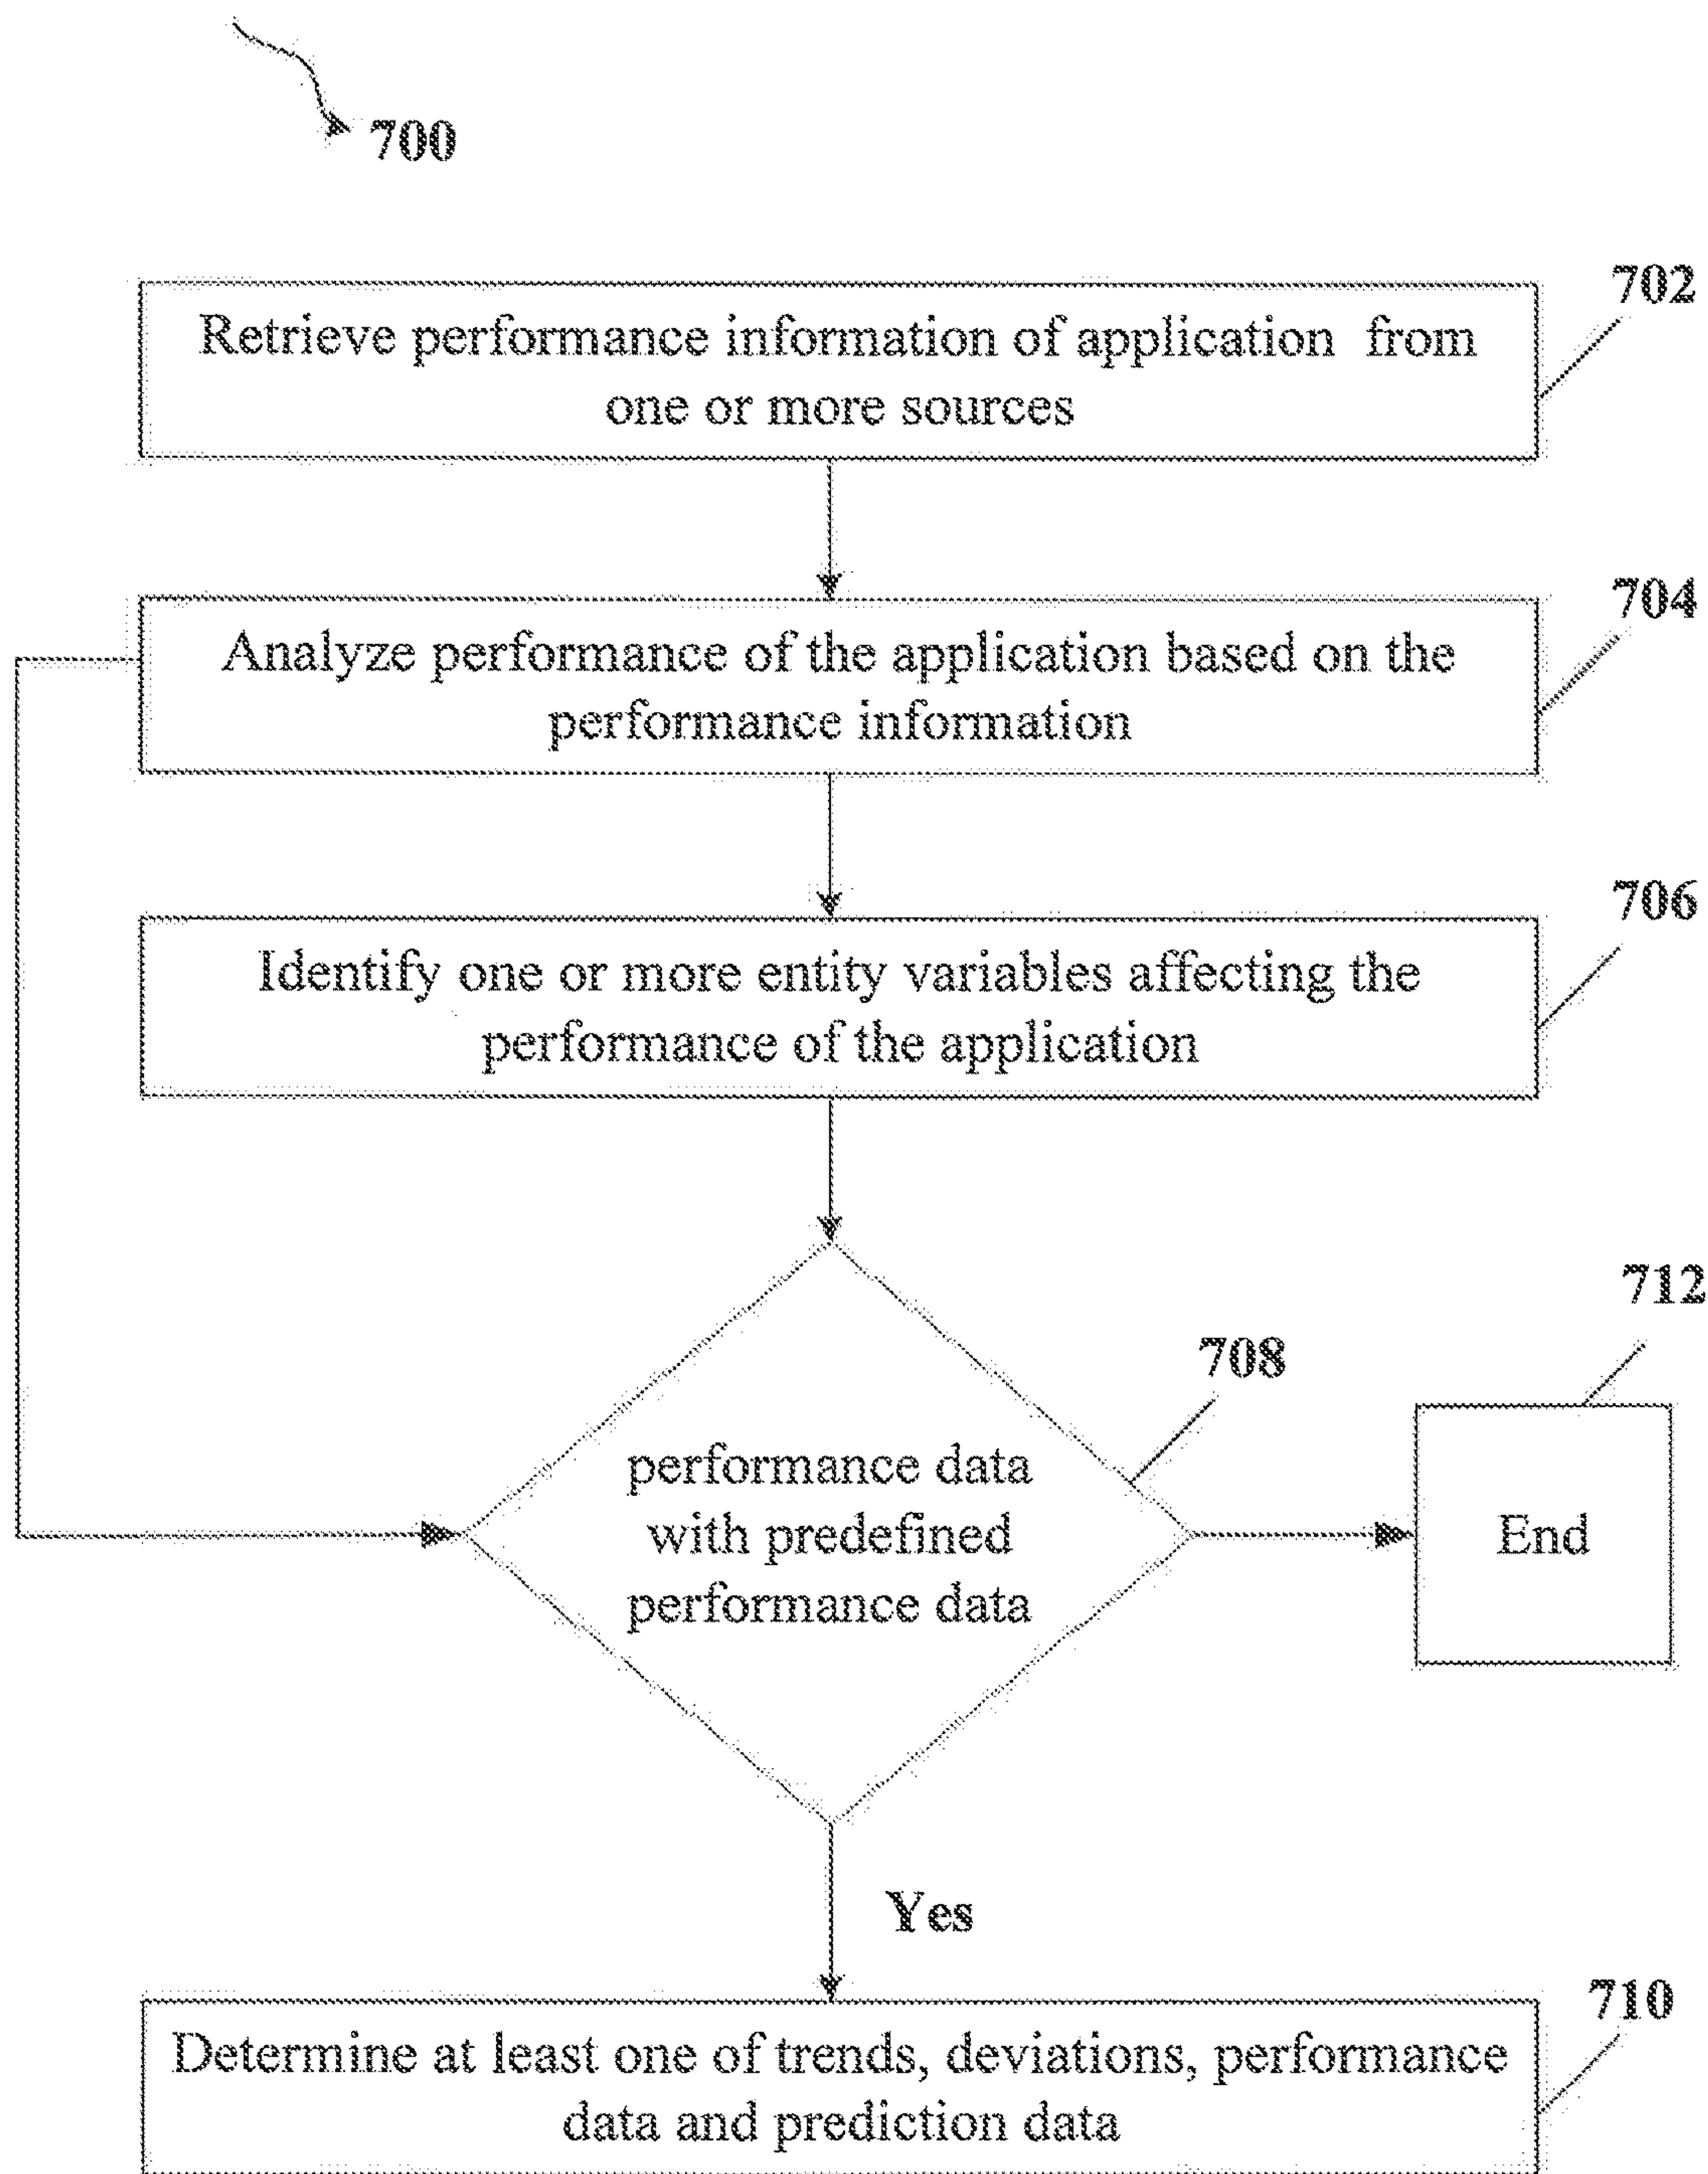 700
702
Retrieve performance information of application from
one or more sources
704
Analyze performance of the application based on the
performance information
706
Identify one or more entity variables affecting the
performance of the application
712
708
performance data
with predefined
performance data
End
Yes
710
Determine at least one of trends, deviations, performance
data and prediction data